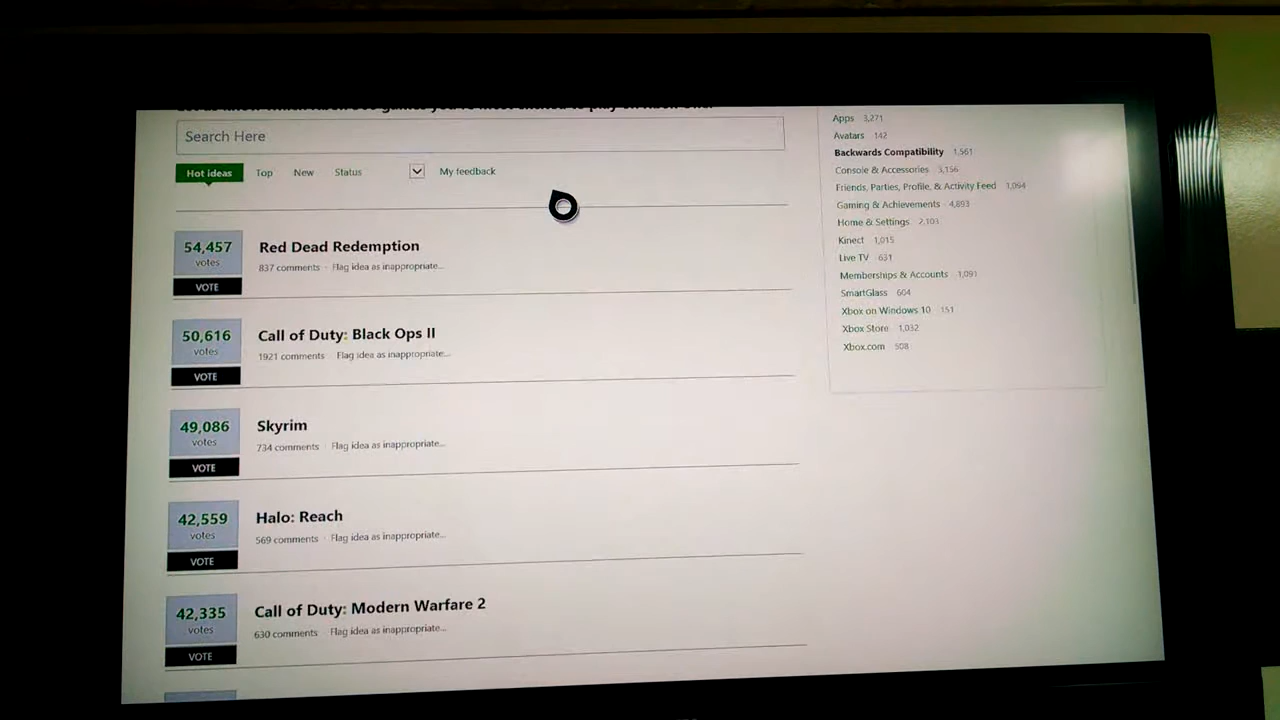 Search Here
Hot ideas Top New Status My feedback
54,457 votes
VOTE
Red Dead Redemption
837 comments · Flag idea as inappropriate...
50,616 votes
VOTE
Call of Duty: Black Ops II
1921 comments · Flag idea as inappropriate...
49,086 votes
VOTE
Skyrim
734 comments · Flag idea as inappropriate...
42,559 votes
VOTE
Halo: Reach
569 comments · Flag idea as inappropriate...
42,335 votes
VOTE
Call of Duty: Modern Warfare 2
630 comments · Flag idea as inappropriate...
Apps 3,271
Avatars 142
Backwards Compatibility 1,561
Console & Accessories 3,156
Friends, Parties, Profile, & Activity Feed 1,094
Gaming & Achievements 4,893
Home & Settings 2,103
Kinect 1,015
Live TV 631
Memberships & Accounts 1,091
SmartGlass 604
Xbox on Windows 10 151
Xbox Store 1,032
Xbox.com 508